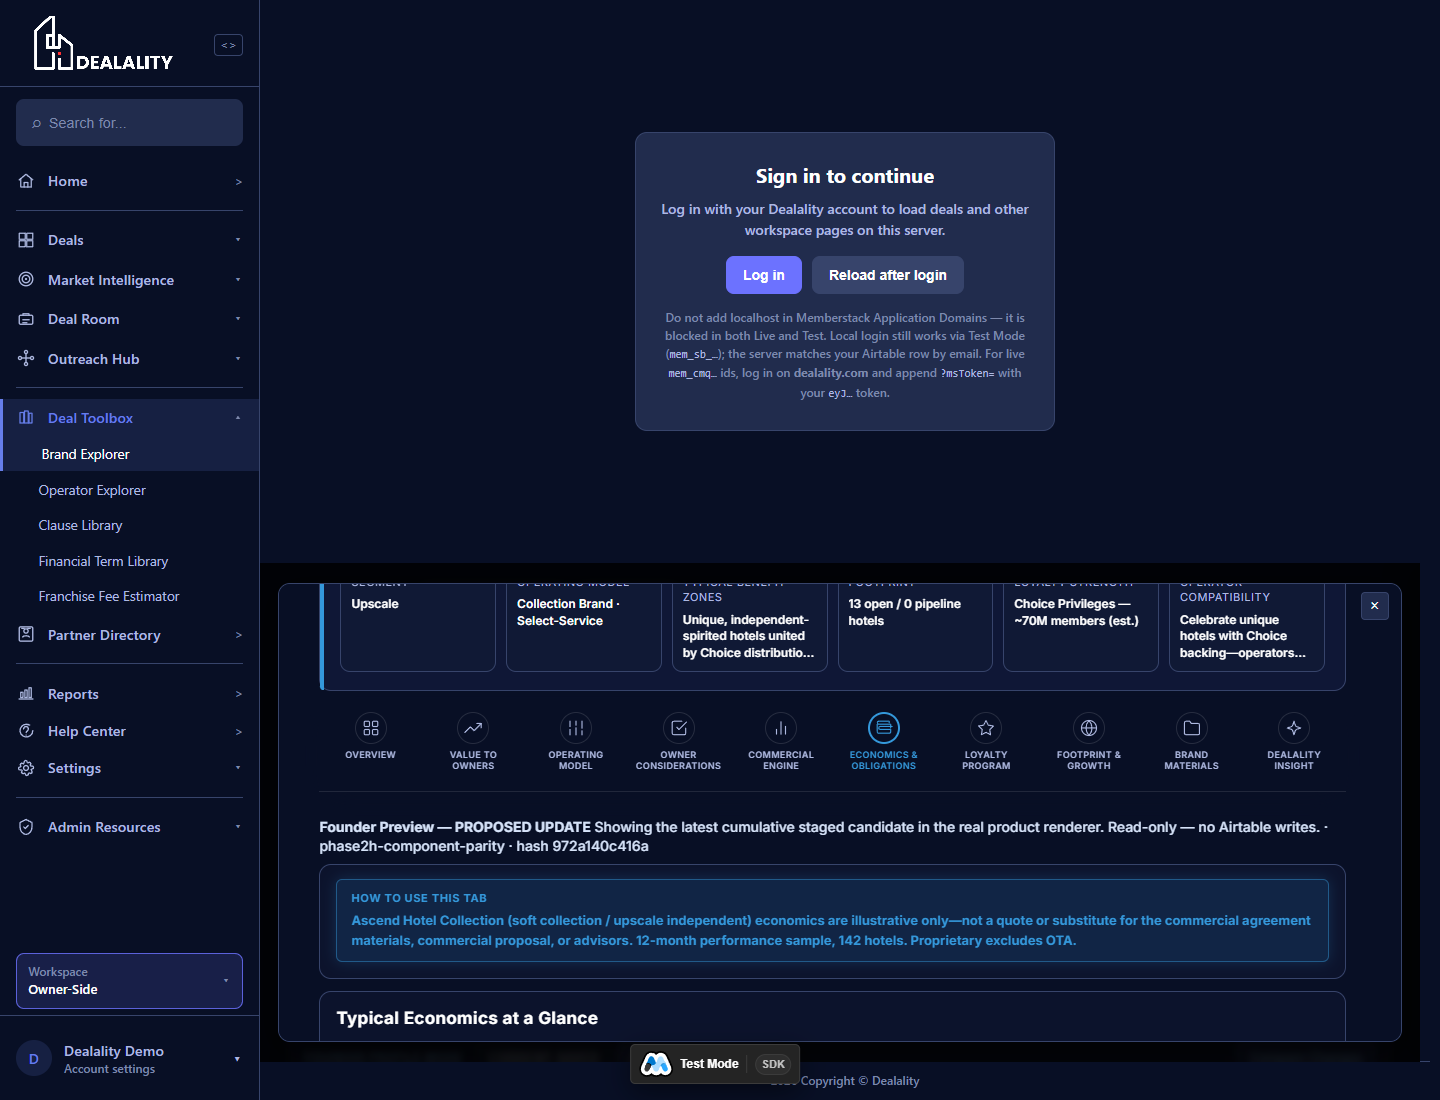 DEALALITY
< >
Search for...
Home
Deals
Market Intelligence
Deal Room
Outreach Hub
Deal Toolbox
Brand Explorer
Operator Explorer
Clause Library
Financial Term Library
Franchise Fee Estimator
Partner Directory
Reports
Help Center
Settings
Admin Resources
Workspace
Owner-Side
D
Dealality Demo
Account settings
Sign in to continue
Log in with your Dealality account to load deals and other
workspace pages on this server.
Log in
Reload after login
Do not add localhost in Memberstack Application Domains — it is
blocked in both Live and Test. Local login still works via Test Mode
(mem_sb_…); the server matches your Airtable row by email. For live
mem_cmq… ids, log in on dealality.com and append ?msToken= with
your eyJ… token.
×
SEGMENT
Upscale
OPERATING MODEL
Collection Brand ·
Select-Service
TYPICAL BENEFIT
ZONES
Unique, independent-
spirited hotels united
by Choice distributio...
FOOTPRINT
13 open / 0 pipeline
hotels
LOYALTY STRENGTH
Choice Privileges —
~70M members (est.)
OPERATOR
COMPATIBILITY
Celebrate unique
hotels with Choice
backing—operators...
OVERVIEW
VALUE TO
OWNERS
OPERATING
MODEL
OWNER
CONSIDERATIONS
COMMERCIAL
ENGINE
ECONOMICS &
OBLIGATIONS
LOYALTY
PROGRAM
FOOTPRINT &
GROWTH
BRAND
MATERIALS
DEALALITY
INSIGHT
Founder Preview — PROPOSED UPDATE Showing the latest cumulative staged candidate in the real product renderer. Read-only — no Airtable writes. ·
phase2h-component-parity · hash 972a140c416a
HOW TO USE THIS TAB
Ascend Hotel Collection (soft collection / upscale independent) economics are illustrative only—not a quote or substitute for the commercial agreement
materials, commercial proposal, or advisors. 12-month performance sample, 142 hotels. Proprietary excludes OTA.
Typical Economics at a Glance
Test Mode
SDK
Copyright © Dealality